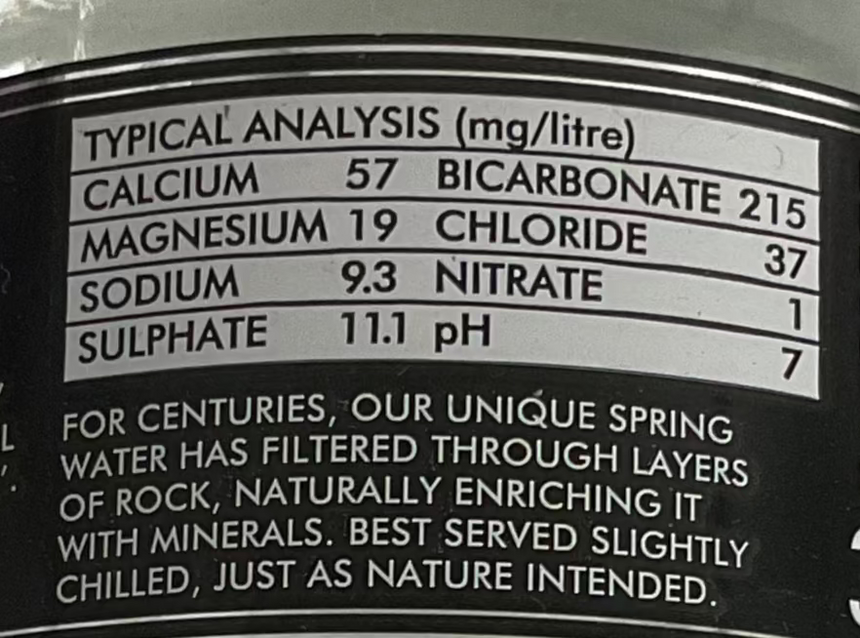 TYPICAL ANALYSIS (mg/litre)
CALCIUM 57 BICARBONATE 215
MAGNESIUM 19 CHLORIDE 37
SODIUM 9.3 NITRATE 1
SULPHATE 11.1 pH 7
FOR CENTURIES, OUR UNIQUE SPRING
WATER HAS FILTERED THROUGH LAYERS
OF ROCK, NATURALLY ENRICHING IT
WITH MINERALS. BEST SERVED SLIGHTLY
CHILLED, JUST AS NATURE INTENDED.